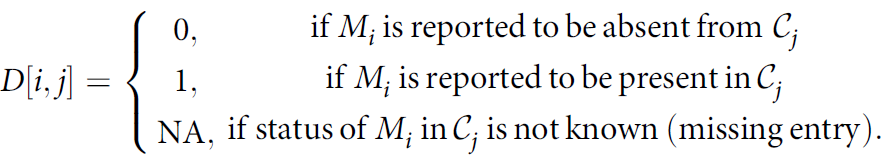 0, if M_i is reported to be absent from C_j
D[i, j] = { 1, if M_i is reported to be present in C_j
NA, if status of M_i in C_j is not known (missing entry).